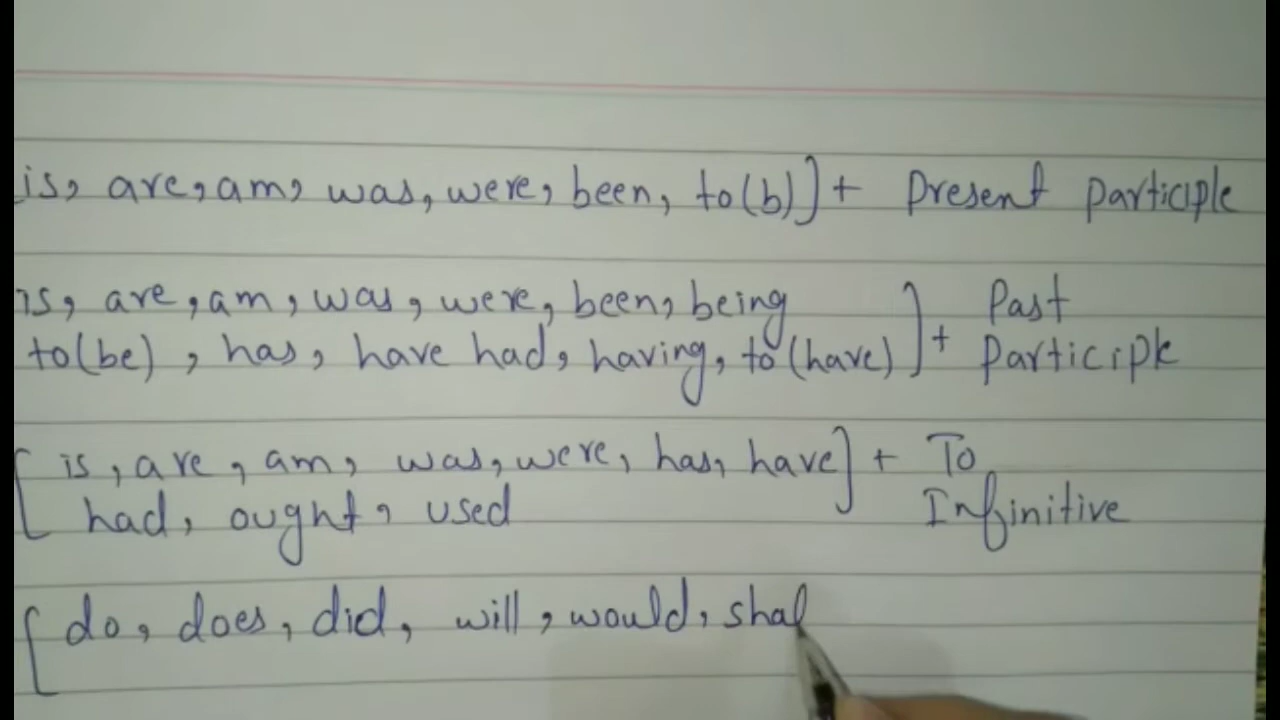 is, are, am, was, were, been, to(b)] + Present participle
is, are, am, was, were, been, being ] + Past
to(be), has, have had, having, to(have) Participle
[ is, are, am, was, were, has, have] + To
had, ought, used Infinitive
[ do, does, did, will, would, shal